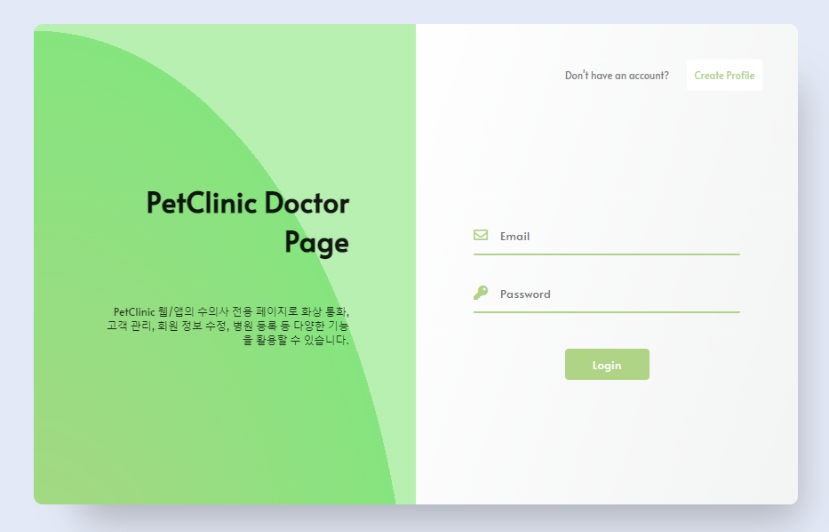 Don't have an account? Create Profile
PetClinic Doctor
Page
PetClinic 웹/앱의 수의사 전용 페이지로 화상 통화,
고객 관리, 회원 정보 수정, 병원 등록 등 다양한 기능
을 활용할 수 있습니다.
Email
Password
Login